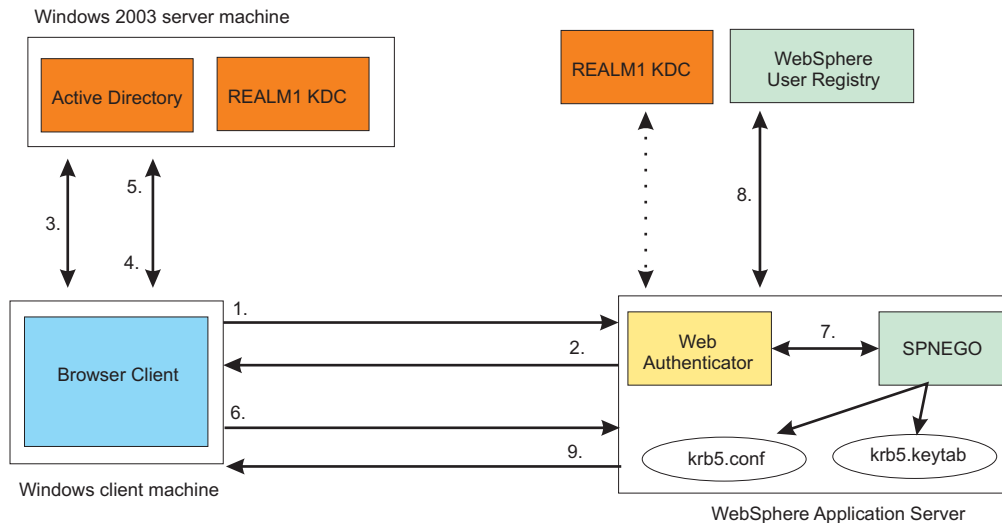 Windows 2003 server machine
Active Directory
REALM1 KDC
REALM1 KDC
WebSphere
User Registry
3.
5.
4.
8.
1.
2.
6.
9.
Browser Client
Windows client machine
Web
Authenticator
7.
SPNEGO
krb5.conf
krb5.keytab
WebSphere Application Server